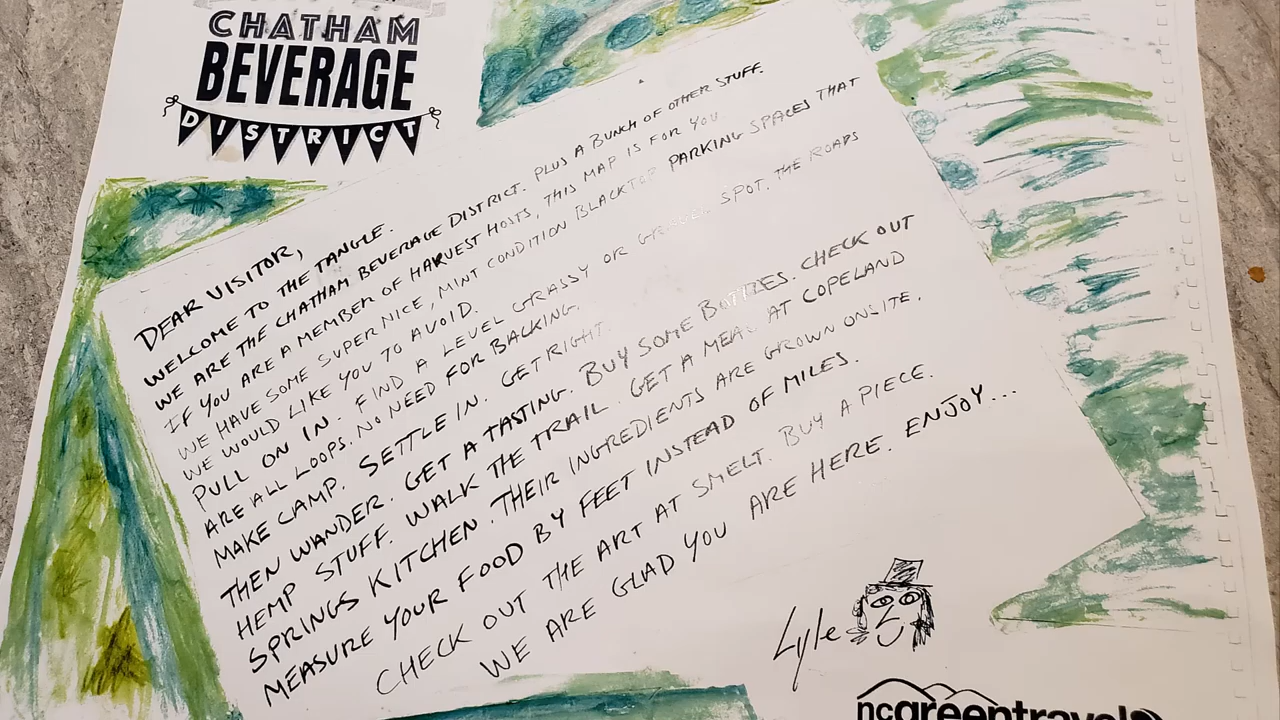 CHATHAM
BEVERAGE
DISTRICT
DEAR VISITOR,
WELCOME TO THE TANGLE.
WE ARE THE CHATHAM BEVERAGE DISTRICT. PLUS A BUNCH OF OTHER STUFF.
IF YOU ARE A MEMBER OF HARVEST HOSTS, THIS MAP IS FOR YOU
WE HAVE SOME SUPER NICE, MINT CONDITION BLACKTOP PARKING SPACES THAT
WE WOULD LIKE YOU TO AVOID.
PULL ON IN. FIND A LEVEL GRASSY OR GRAVEL SPOT. THE ROADS
ARE ALL LOOPS. NO NEED FOR BACKING.
MAKE CAMP. SETTLE IN. GET RIGHT.
THEN WANDER. GET A TASTING. BUY SOME BOTTLES. CHECK OUT
HEMP STUFF. WALK THE TRAIL. GET A MEAL AT COPELAND
SPRINGS KITCHEN. THEIR INGREDIENTS ARE GROWN ONSITE.
MEASURE YOUR FOOD BY FEET INSTEAD OF MILES.
CHECK OUT THE ART AT SMELT. BUY A PIECE.
WE ARE GLAD YOU ARE HERE. ENJOY...
Lyle
ncgreentravel